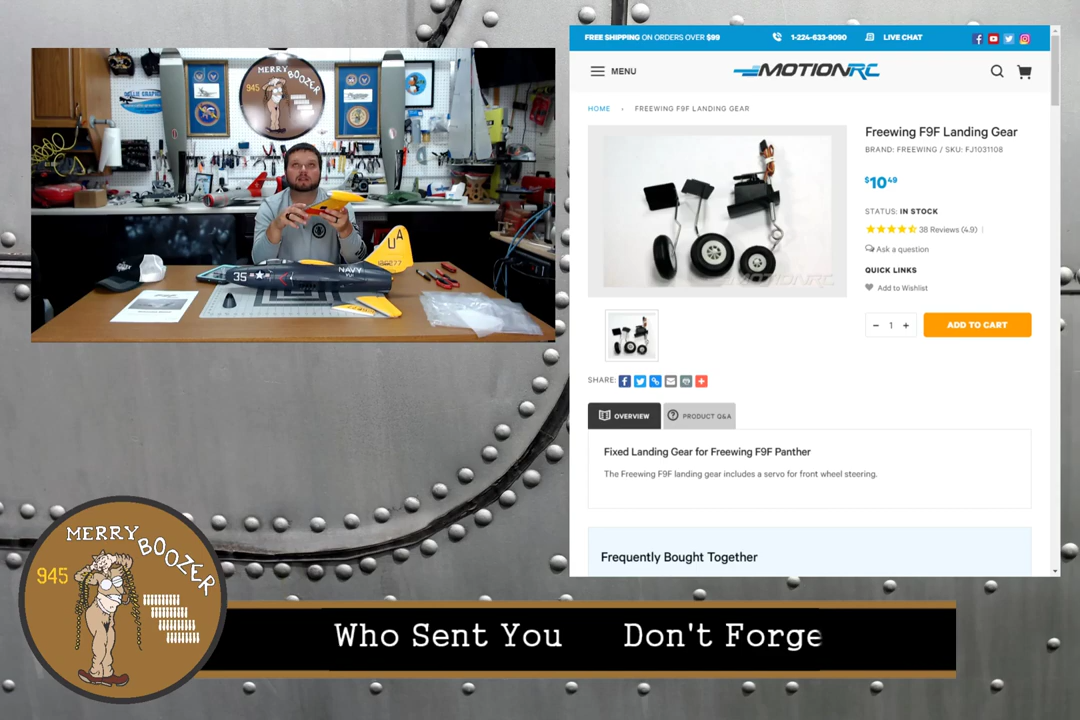 MERRY
BOOZER
945
35
NAVY
UA
FREE SHIPPING ON ORDERS OVER $99
1-224-633-9090
LIVE CHAT
MENU
MOTIONRC
HOME
FREEWING F9F LANDING GEAR
Freewing F9F Landing Gear
BRAND: FREEWING / SKU: FJ1031108
$10.49
STATUS: IN STOCK
38 Reviews (4.9)
Ask a question
QUICK LINKS
Add to Wishlist
- 1 +
ADD TO CART
MOTIONRC
SHARE:
OVERVIEW
PRODUCT Q&A
Fixed Landing Gear for Freewing F9F Panther
The Freewing F9F landing gear includes a servo for front wheel steering.
Frequently Bought Together
MERRY
BOOZER
945
Who Sent You Don't Forge